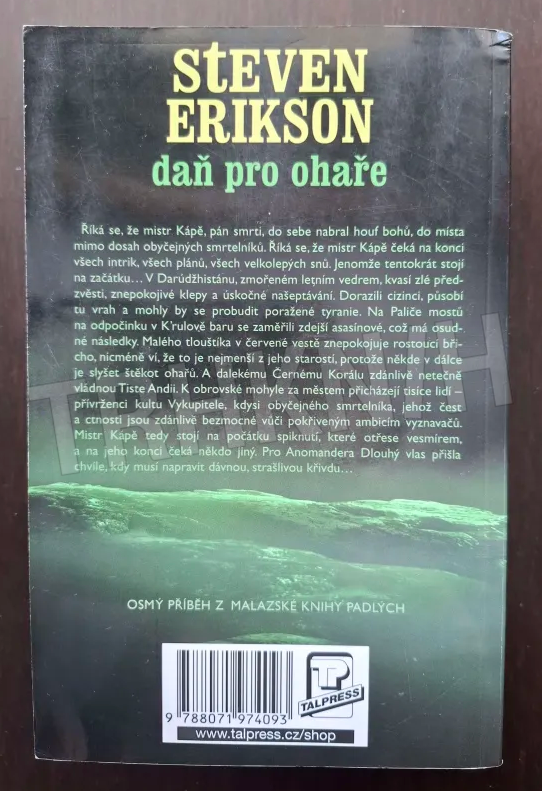 STEVEN
ERIKSON
daň pro ohaře
Říká se, že mistr Kápě, pán smrti, do sebe nabral houf bohů, do místa
mimo dosah obyčejných smrtelníků. Říká se, že mistr Kápě čeká na konci
všech intrik, všech plánů, všech velkolepých snů. Jenomže tentokrát stojí
na začátku... V Darúdžhistánu, zmořeném letním vedrem, kvasí zlé před-
zvěsti, znepokojivé klepy a úskočné našeptávání. Dorazili cizinci, působí
tu vrah a mohly by se probudit poražené tyranie. Na Paliče mostů
na odpočinku v K'rulově baru se zaměřili zdejší asasínové, což má osud-
né následky. Malého tlouštíka v červené vestě znepokojuje rostoucí bři-
cho, nicméně ví, že to je nejmenší z jeho starostí, protože někde v dálce
je slyšet štěkot ohařů. A dalekému Černému Korálu zdánlivě netečně
vládnou Tiste Andii. K obrovské mohyle za městem přicházejí tisíce lidí –
přívrženci kultu Vykupitele, kdysi obyčejného smrtelníka, jehož čest
a ctnosti jsou zdánlivě bezmocné vůči pokřiveným ambicím vyznavačů.
Mistr Kápě tedy stojí na počátku spiknutí, které otřese vesmírem,
a na jeho konci čeká někdo jiný. Pro Anomandera Dlouhý vlas přišla
chvíle, kdy musí napravit dávnou, strašlivou křivdu...
OSMÝ PŘÍBĚH Z MALAZSKÉ KNIHY PADLÝCH
TP
TALPRESS
9 788071 974093
www.talpress.cz/shop